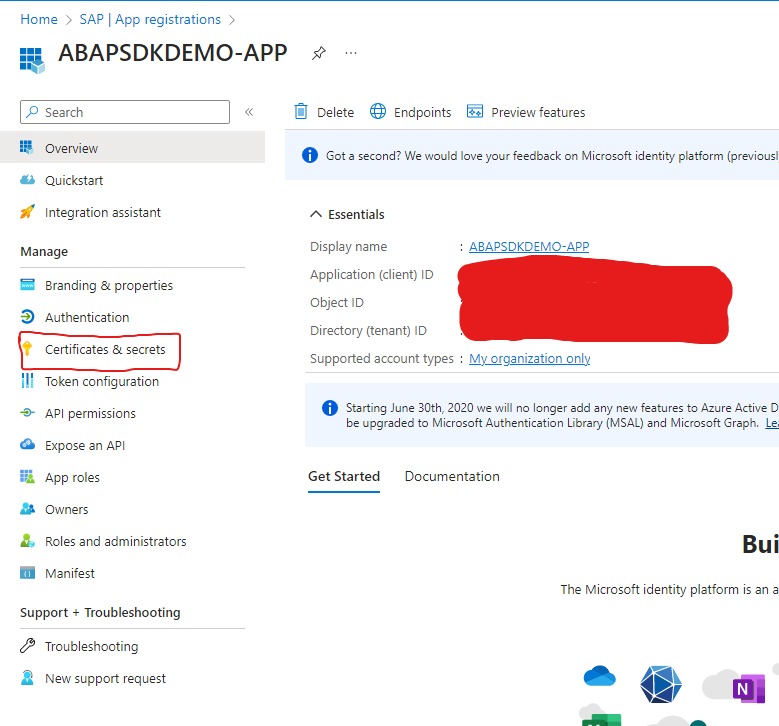 Home > SAP | App registrations >
ABAPSDKDEMO-APP
Search
Overview
Quickstart
Integration assistant
Manage
Branding & properties
Authentication
Certificates & secrets
Token configuration
API permissions
Expose an API
App roles
Owners
Roles and administrators
Manifest
Support + Troubleshooting
Troubleshooting
New support request
Delete Endpoints Preview features
Got a second? We would love your feedback on Microsoft identity platform (previousl
Essentials
Display name : ABAPSDKDEMO-APP
Application (client) ID
Object ID
Directory (tenant) ID
Supported account types : My organization only
Starting June 30th, 2020 we will no longer add any new features to Azure Active D
be upgraded to Microsoft Authentication Library (MSAL) and Microsoft Graph. Lea
Get Started Documentation
Bui
The Microsoft identity platform is an a
N